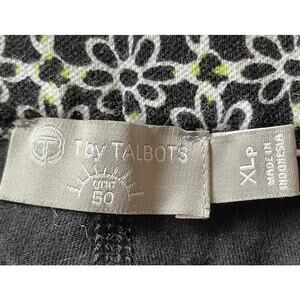 T by TALBOTS
UPF
50
XLP
MADE IN
INDONESIA